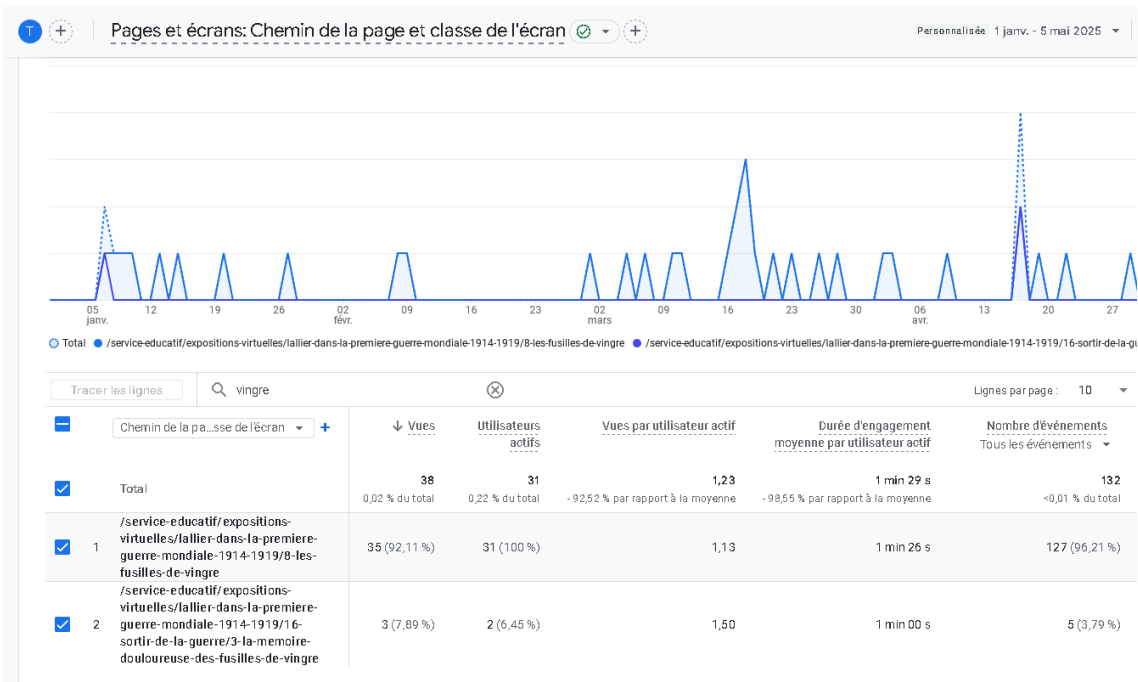 T
Pages et écrans: Chemin de la page et classe de l'écran
Personnalisée 1 janv. - 5 mai 2025
05 12 19 26 02 09 16 23 02 09 16 23 30 06 13 20 27
janv. févr. mars avr.
Total /service-educatif/expositions-virtuelles/lallier-dans-la-premiere-guerre-mondiale-1914-1919/8-les-fusilles-de-vingre /service-educatif/expositions-virtuelles/lallier-dans-la-premiere-guerre-mondiale-1914-1919/16-sortir-de-la-gu
Tracer les lignes vingre Lignes par page : 10
Chemin de la pa...sse de l'écran Vues Utilisateurs Vues par utilisateur actif Durée d'engagement Nombre d'événements
actifs moyenne par utilisateur actif Tous les événements
Total 38 31 1,23 1 min 29 s 132
0,02 % du total 0,22 % du total -92,52 % par rapport à la moyenne -98,55 % par rapport à la moyenne <0,01 % du total
/service-educatif/expositions-
virtuelles/lallier-dans-la-premiere-
1 guerre-mondiale-1914-1919/8-les- 35 (92,11 %) 31 (100 %) 1,13 1 min 26 s 127 (96,21 %)
fusilles-de-vingre
/service-educatif/expositions-
virtuelles/lallier-dans-la-premiere-
2 guerre-mondiale-1914-1919/16- 3 (7,89 %) 2 (6,45 %) 1,50 1 min 00 s 5 (3,79 %)
sortir-de-la-guerre/3-la-memoire-
douloureuse-des-fusilles-de-vingre